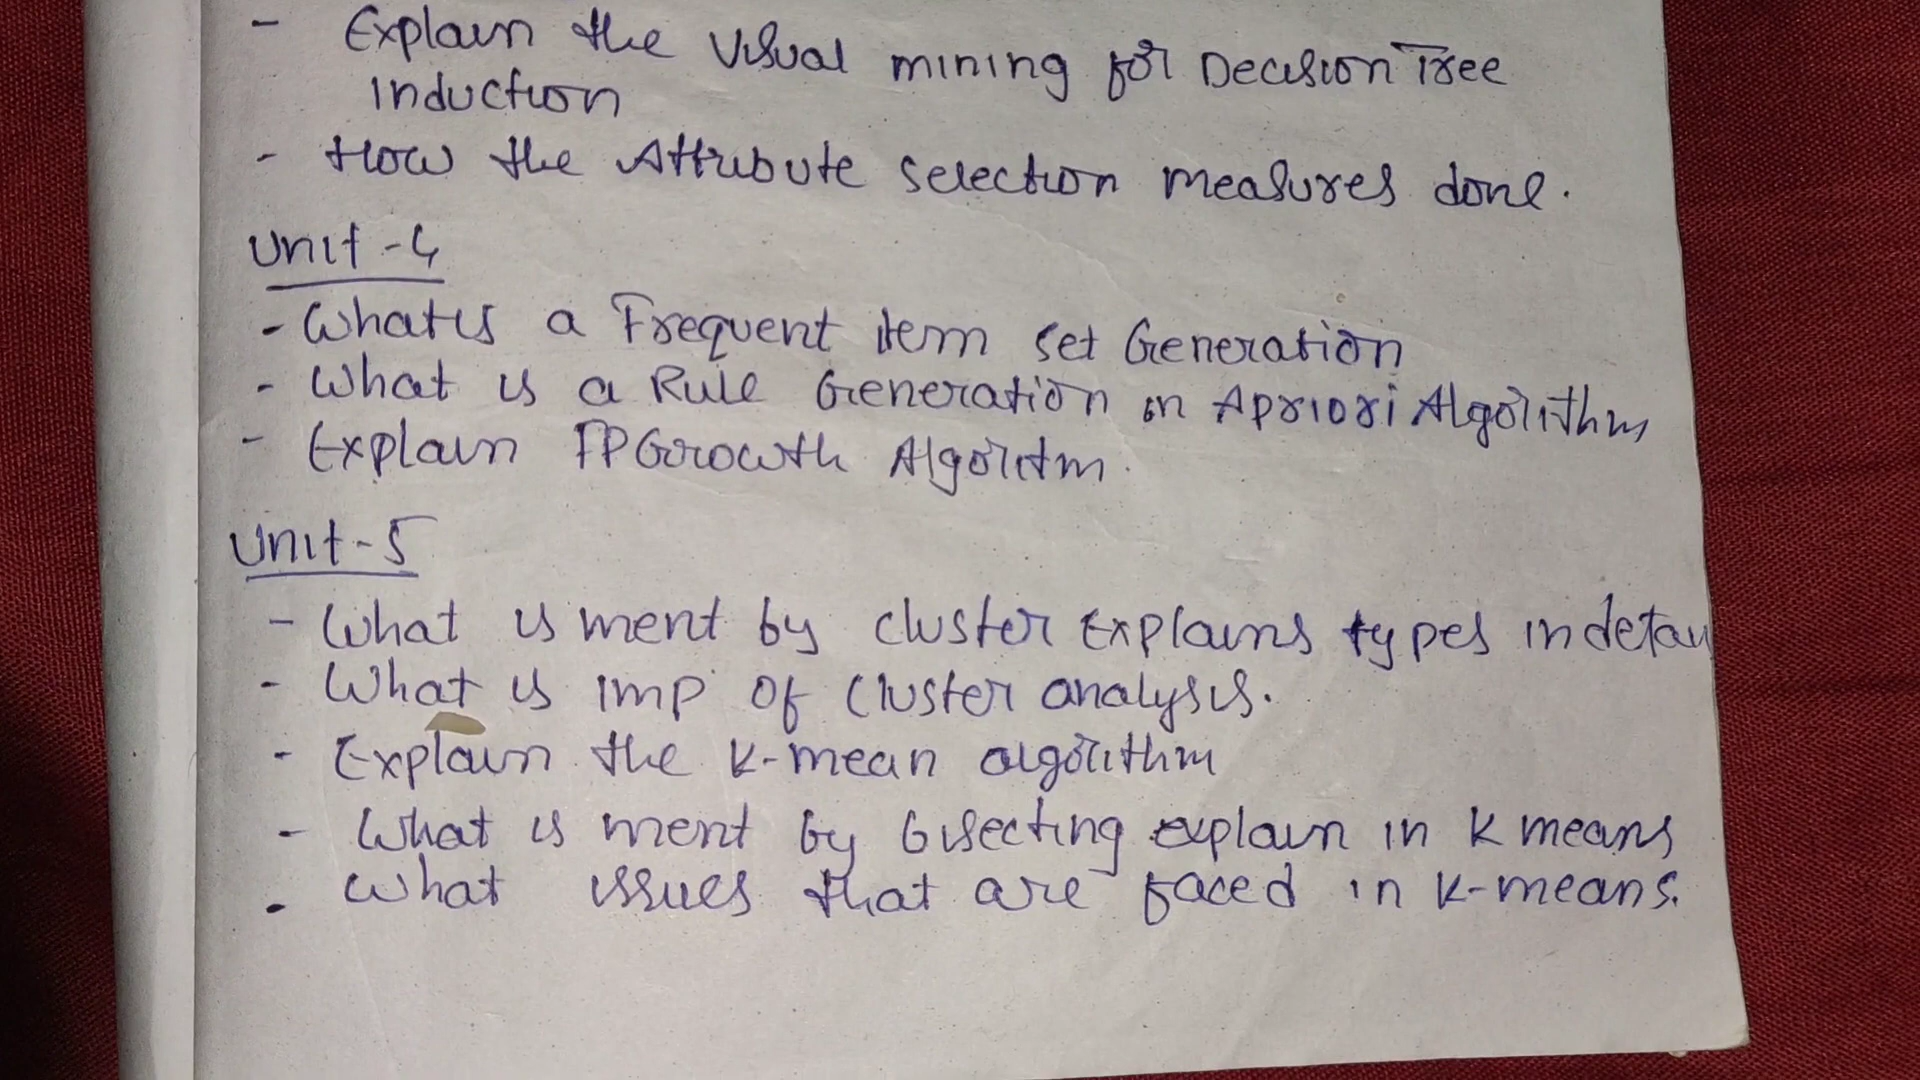 - Explain the Visual mining for Decision Tree
induction
- How the Attribute selection measures done.
Unit-4
- What is a Frequent item set Generation
- What is a Rule Generation in Apriori Algorithm
- Explain FPGrowth Algoritm.
Unit-5
- What is ment by cluster Explains types in detai
- What is imp of cluster analysis.
- Explain the K-mean algorithm
- What is ment by bisecting explain in K means
- What issues that are faced in K-means.